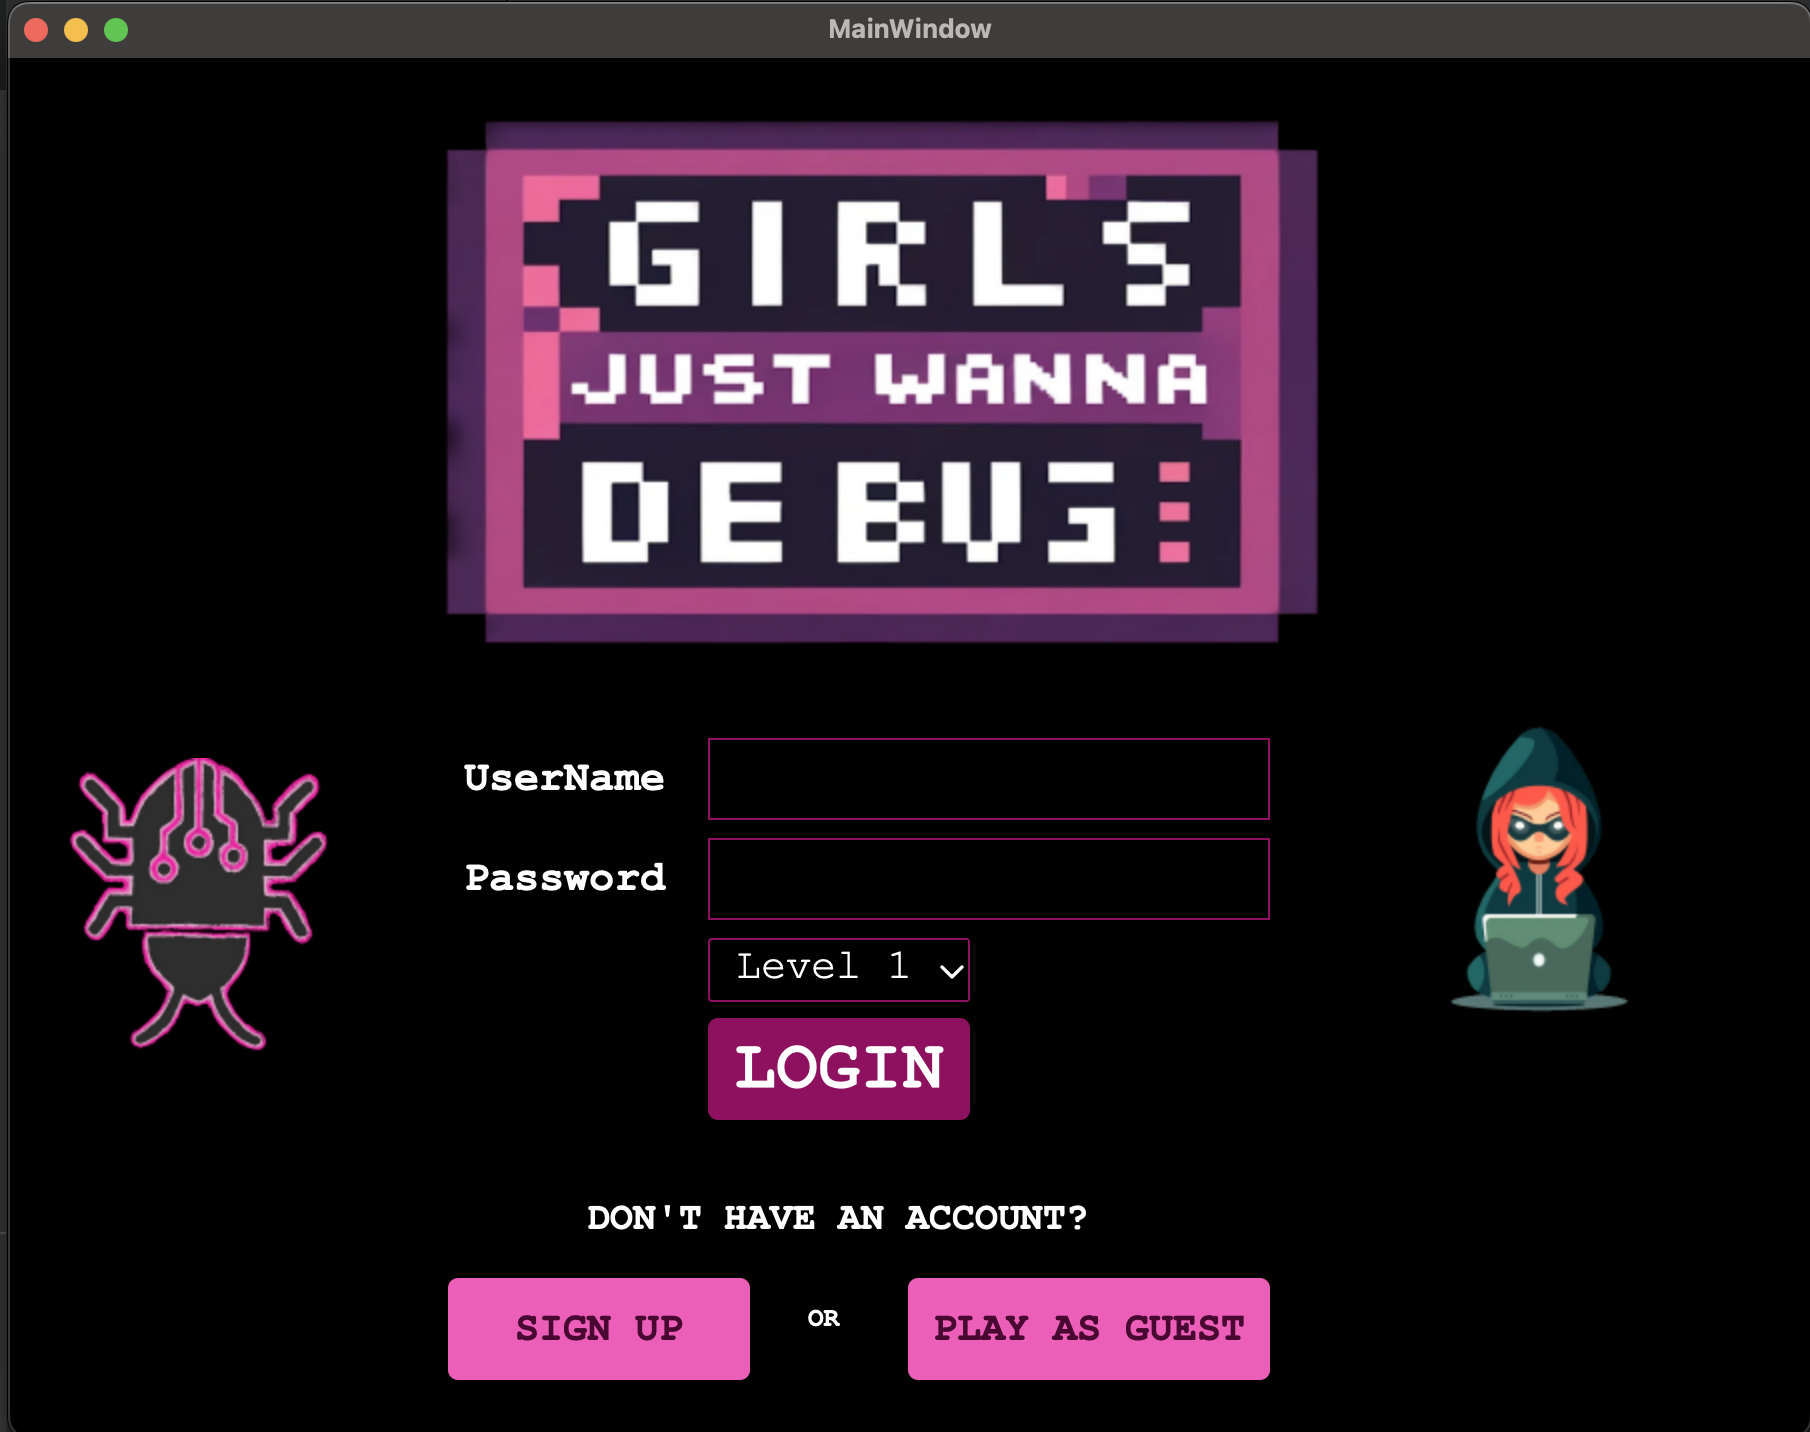 MainWindow
GIRLS
JUST WANNA
DEBUG
UserName
Password
Level 1
LOGIN
DON'T HAVE AN ACCOUNT?
SIGN UP
OR
PLAY AS GUEST